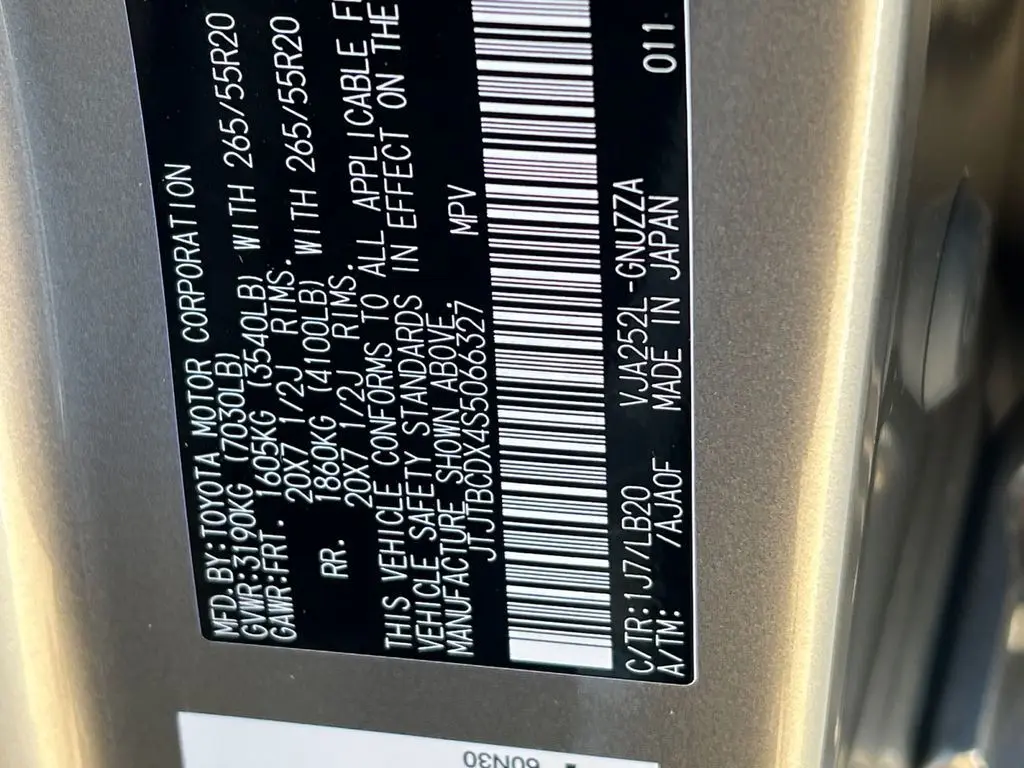 MFD.BY:TOYOTA MOTOR CORPORATION
GVWR:3190KG (7030LB)
GAWR:FRT. 1605KG (3540LB) WITH 265/55R20
20X7 1/2J RIMS.
RR. 1860KG (4100LB) WITH 265/55R20
20X7 1/2J RIMS.
THIS VEHICLE CONFORMS TO ALL APPLICABLE
VEHICLE SAFETY STANDARDS IN EFFECT ON THE
MANUFACTURE SHOWN ABOVE.
JTJTBCDX4S5066327 MPV
C/TR:1J7/LB20 VJA252L-GNUZZA 011
A/TM: /AJA0F MADE IN JAPAN
60N30